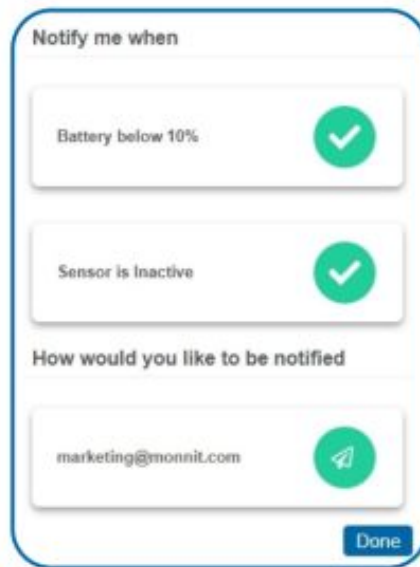 Notify me when
Battery below 10%
Sensor is Inactive
How would you like to be notified
marketing@monnit.com
Done